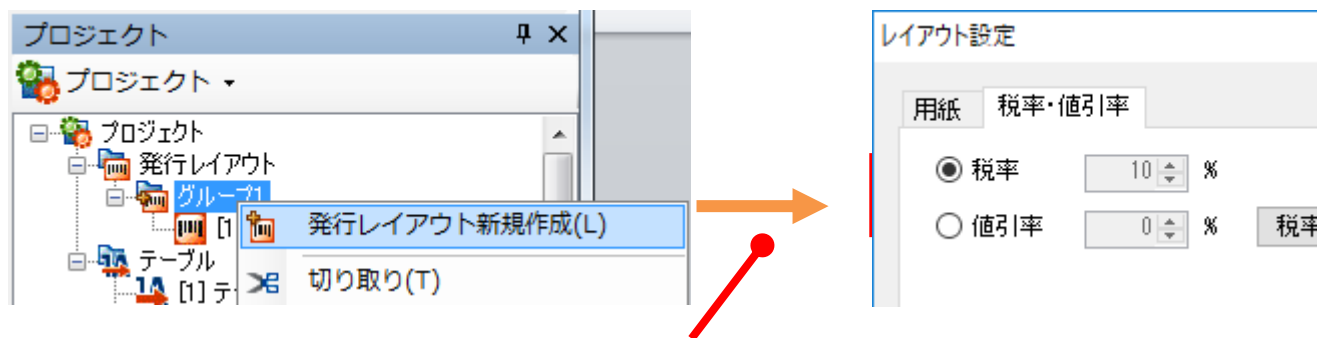 プロジェクト
プロジェクト
プロジェクト
発行レイアウト
グループ1
[1
発行レイアウト新規作成(L)
テーブル
[1] テ
切り取り(T)
レイアウト設定
用紙
税率・値引率
税率 10 %
値引率 0 % 税率